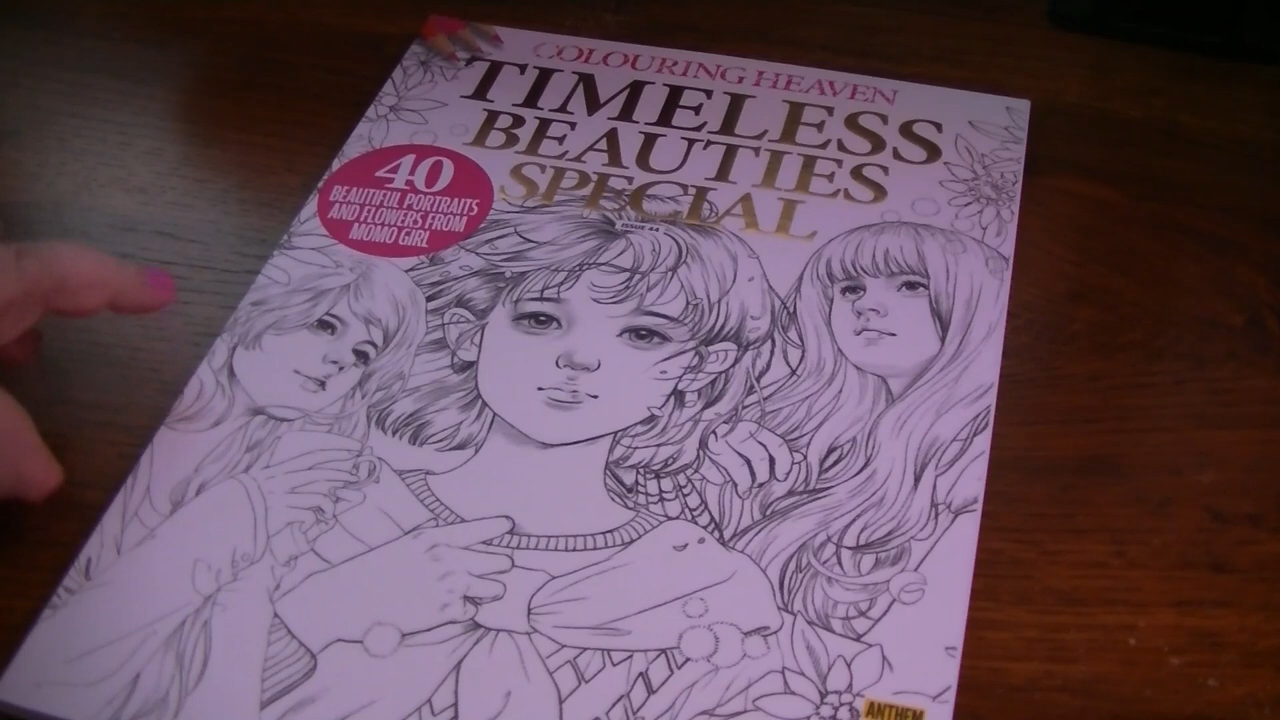 COLOURING HEAVEN
TIMELESS
BEAUTIES
SPECIAL
ISSUE 44
40
BEAUTIFUL PORTRAITS
AND FLOWERS FROM
MOMO GIRL
ANTHEM